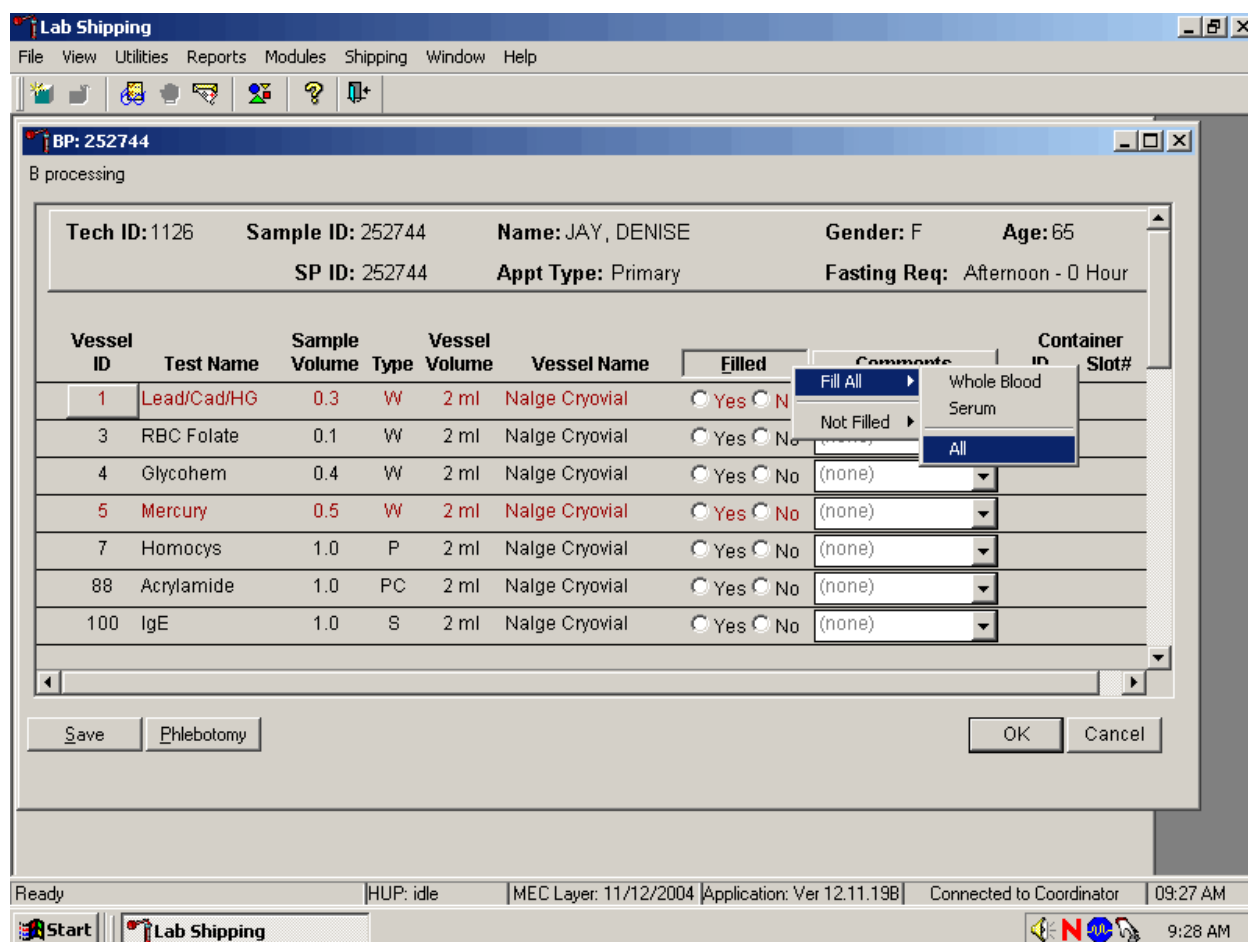 Lab Shipping
File View Utilities Reports Modules Shipping Window Help
BP: 252744
B processing
Tech ID: 1126 Sample ID: 252744 Name: JAY, DENISE Gender: F Age: 65
SP ID: 252744 Appt Type: Primary Fasting Req: Afternoon - 0 Hour
Vessel Sample Vessel Container
ID Test Name Volume Type Volume Vessel Name Filled Comments ID Slot#
1 Lead/Cad/HG 0.3 W 2 ml Nalge Cryovial Yes N
3 RBC Folate 0.1 W 2 ml Nalge Cryovial Yes No
4 Glycohem 0.4 W 2 ml Nalge Cryovial Yes No (none)
5 Mercury 0.5 W 2 ml Nalge Cryovial Yes No (none)
7 Homocys 1.0 P 2 ml Nalge Cryovial Yes No (none)
88 Acrylamide 1.0 PC 2 ml Nalge Cryovial Yes No (none)
100 IgE 1.0 S 2 ml Nalge Cryovial Yes No (none)
Fill All
Not Filled
Whole Blood
Serum
All
Save Phlebotomy OK Cancel
Ready HUP: idle MEC Layer: 11/12/2004 Application: Ver 12.11.19B Connected to Coordinator 09:27 AM
Start Lab Shipping N 9:28 AM